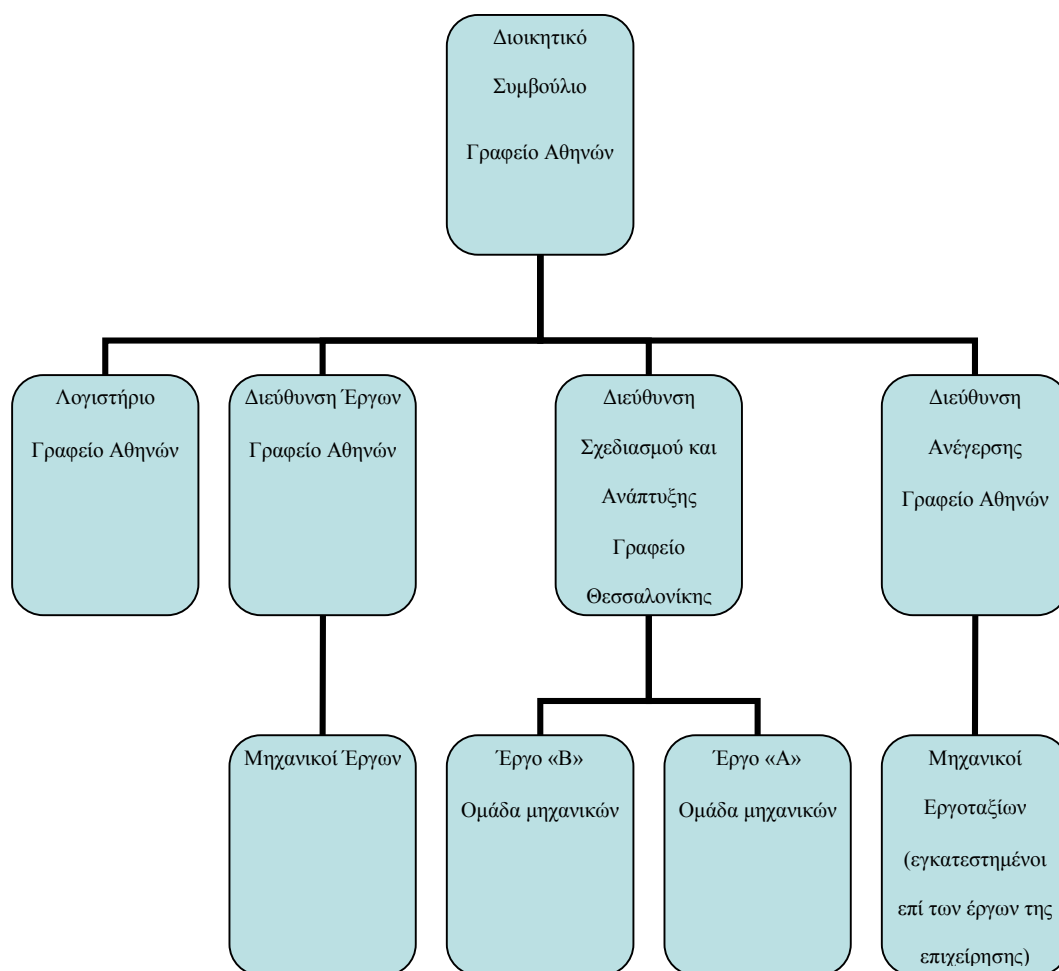 Διοικητικό
Συμβούλιο
Γραφείο Αθηνών
Λογιστήριο
Γραφείο Αθηνών
Διεύθυνση Έργων
Γραφείο Αθηνών
Διεύθυνση
Σχεδιασμού και
Ανάπτυξης
Γραφείο
Θεσσαλονίκης
Διεύθυνση
Ανέγερσης
Γραφείο Αθηνών
Μηχανικοί Έργων
Έργο «Β»
Ομάδα μηχανικών
Έργο «Α»
Ομάδα μηχανικών
Μηχανικοί
Εργοταξίων
(εγκατεστημένοι
επί των έργων της
επιχείρησης)